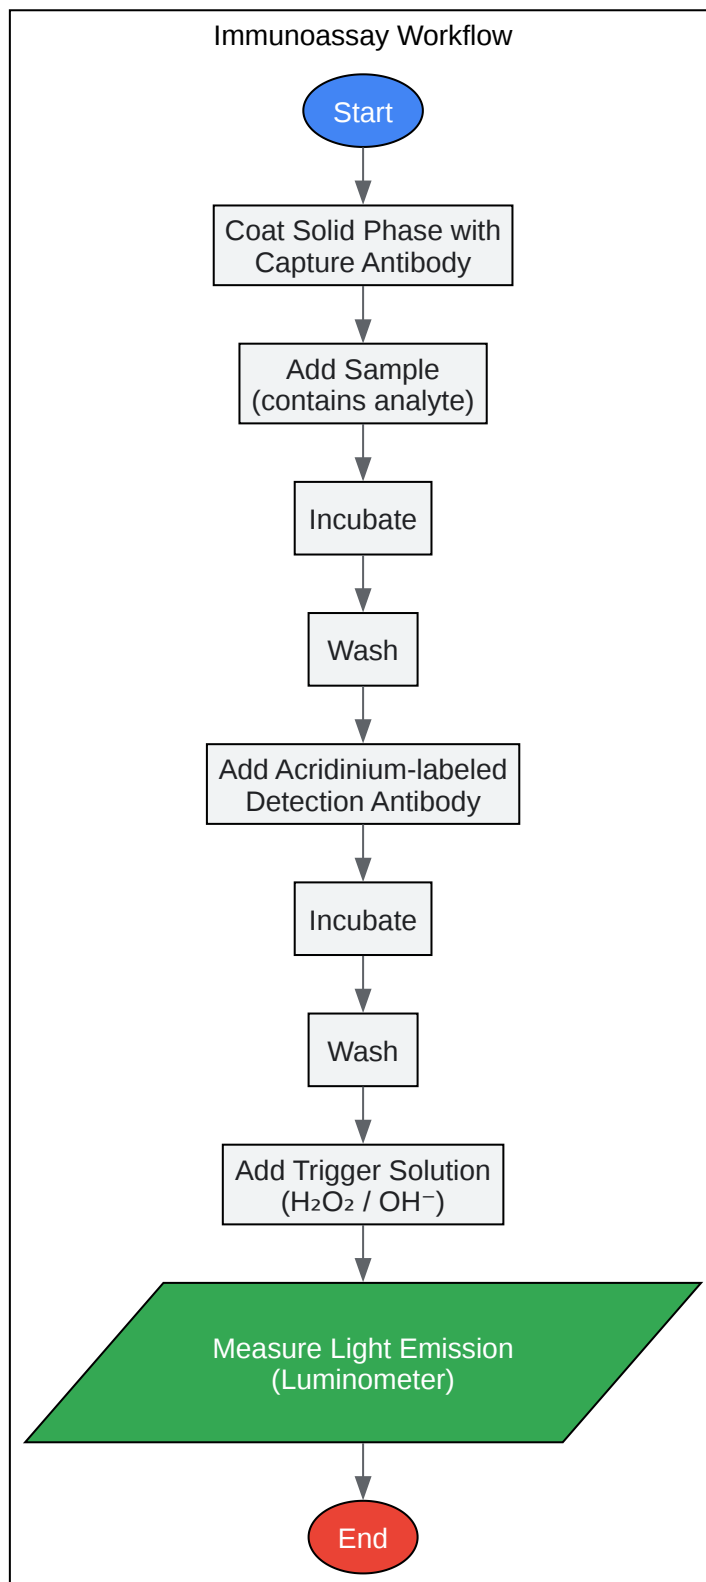 Immunoassay Workflow
Start
Coat Solid Phase with
Capture Antibody
Add Sample
(contains analyte)
Incubate
Wash
Add Acridinium-labeled
Detection Antibody
Incubate
Wash
Add Trigger Solution
(H₂O₂ / OH⁻)
Measure Light Emission
(Luminometer)
End